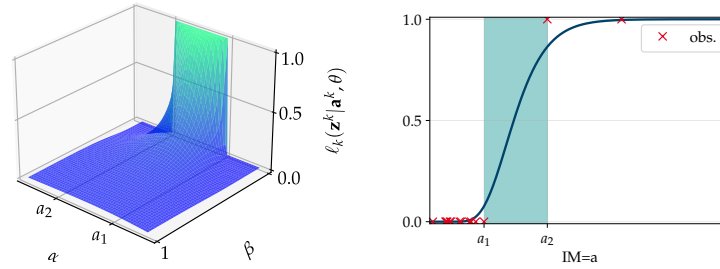 1.0
0.5
0.0
ℓ_k(z^k|a^k, θ)
a_2
a_1
α
1
β
1.0
0.5
0.0
obs.
a_1
a_2
IM=a